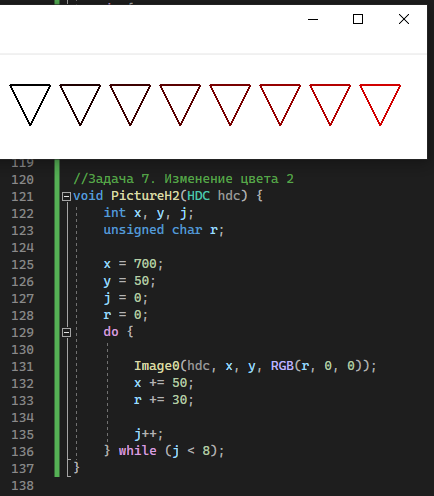 119
120 //Задача 7. Изменение цвета 2
121 void PictureH2(HDC hdc) {
122 int x, y, j;
123 unsigned char r;
124
125 x = 700;
126 y = 50;
127 j = 0;
128 r = 0;
129 do {
130
131 Image0(hdc, x, y, RGB(r, 0, 0));
132 x += 50;
133 r += 30;
134
135 j++;
136 } while (j < 8);
137 }
138